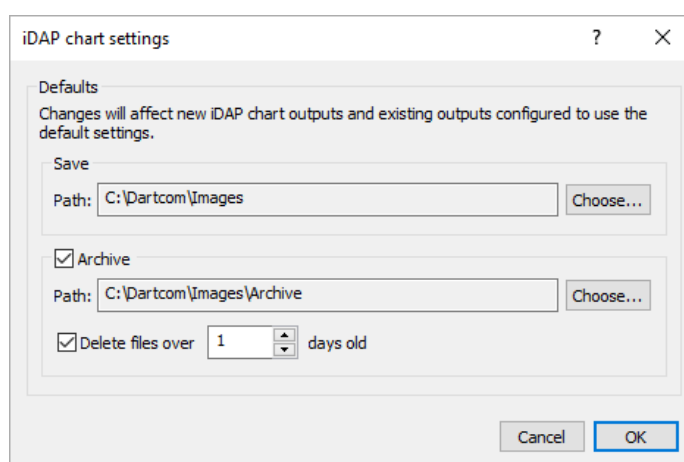 iDAP chart settings ?
Defaults
Changes will affect new iDAP chart outputs and existing outputs configured to use the
default settings.
Save
Path: C:\Dartcom\Images Choose...
Archive
Path: C:\Dartcom\Images\Archive Choose...
Delete files over 1 days old
Cancel OK